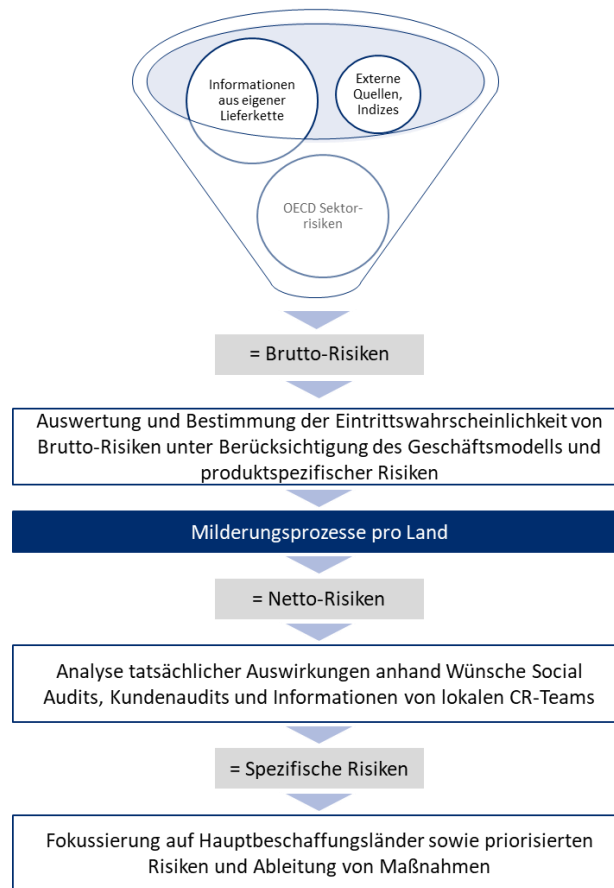 Informationen
aus eigener
Lieferkette
Externe
Quellen,
Indizes
OECD Sektor-
risiken
= Brutto-Risiken
Auswertung und Bestimmung der Eintrittswahrscheinlichkeit von
Brutto-Risiken unter Berücksichtigung des Geschäftsmodells und
produktspezifischer Risiken
Milderungsprozesse pro Land
= Netto-Risiken
Analyse tatsächlicher Auswirkungen anhand Wünsche Social
Audits, Kundenaudits und Informationen von lokalen CR-Teams
= Spezifische Risiken
Fokussierung auf Hauptbeschaffungsländer sowie priorisierten
Risiken und Ableitung von Maßnahmen